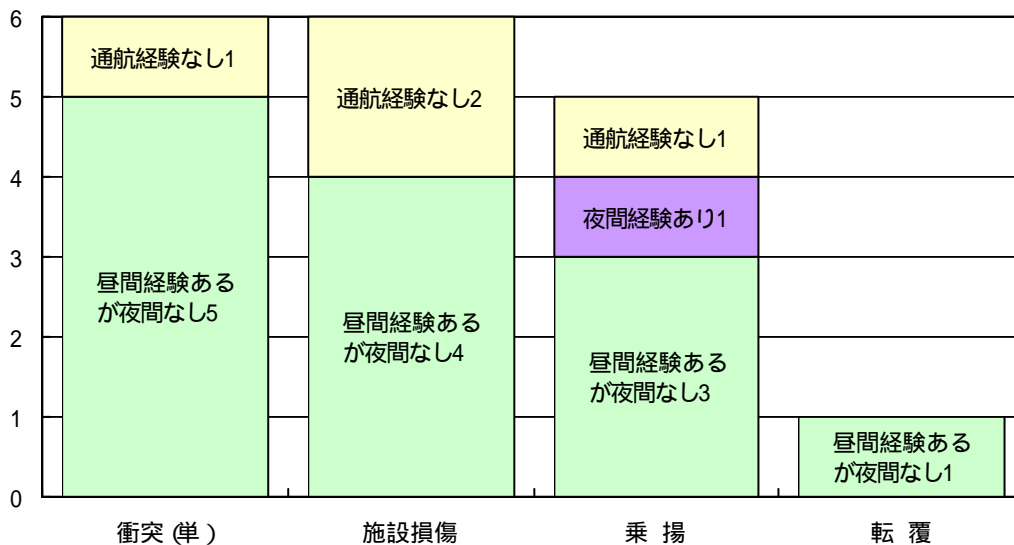 6
5
4
3
2
1
0
通航経験なし1
昼間経験ある
が夜間なし5
通航経験なし2
昼間経験ある
が夜間なし4
通航経験なし1
夜間経験あり1
昼間経験ある
が夜間なし3
昼間経験ある
が夜間なし1
衝突(単)
施設損傷
乗 揚
転 覆